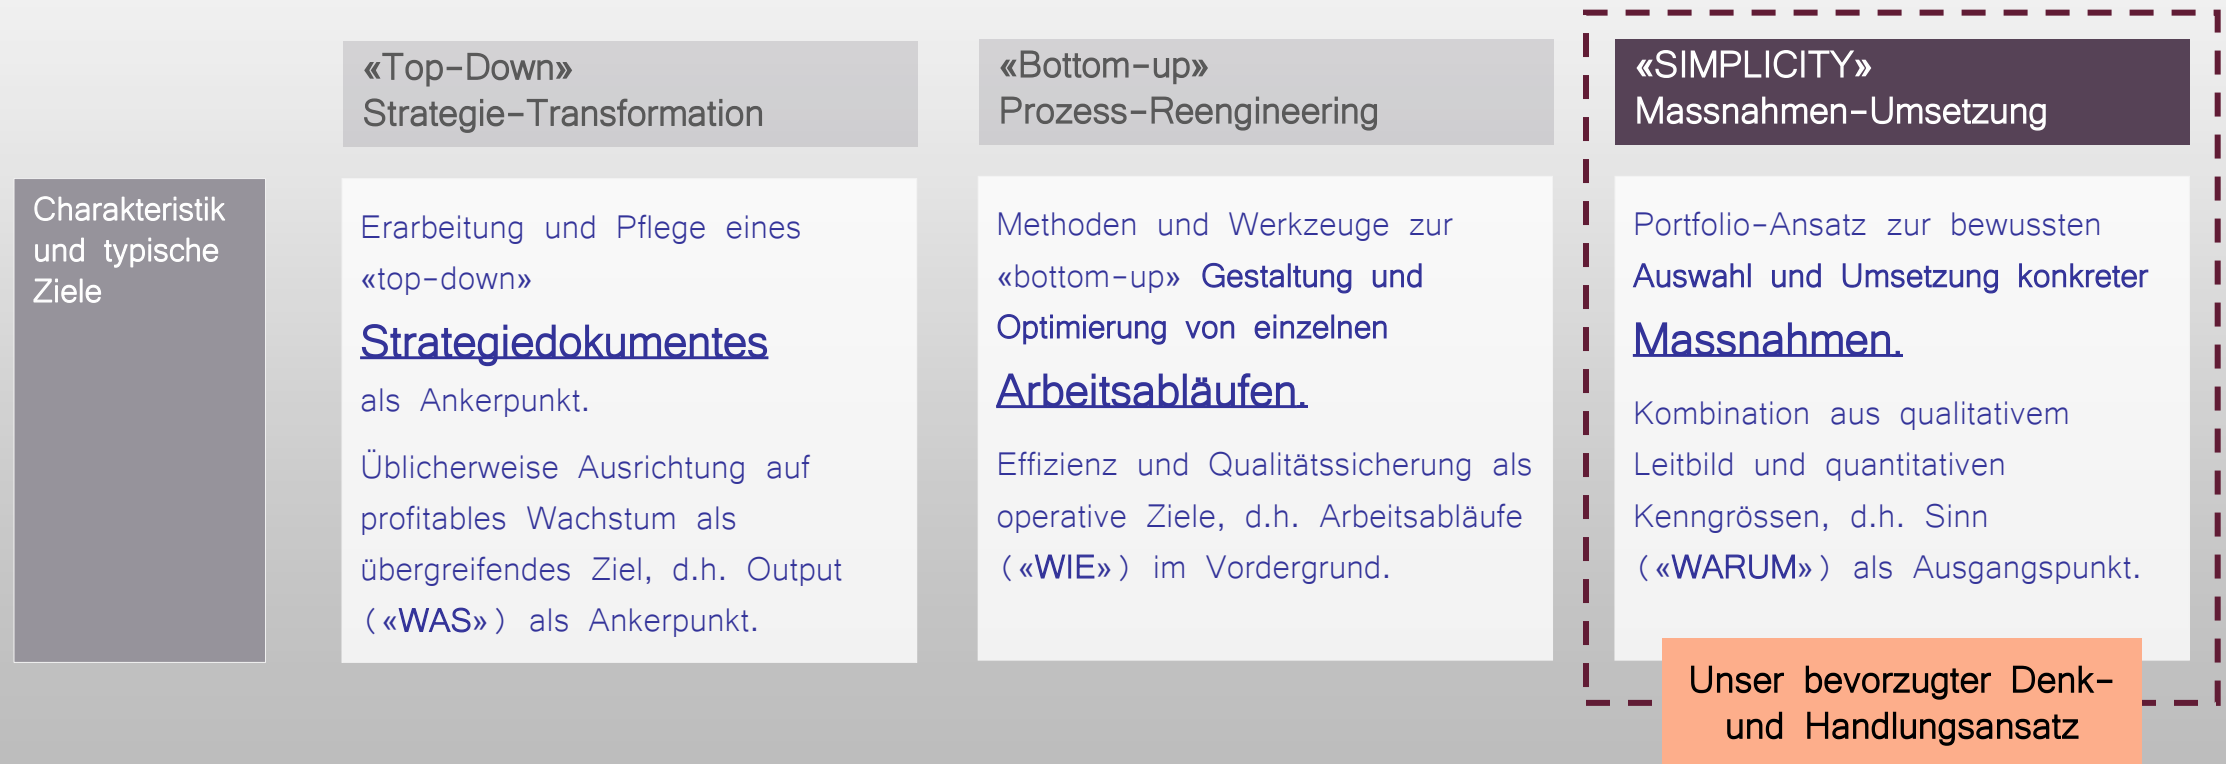 «Top-Down»
Strategie-Transformation
«Bottom-up»
Prozess-Reengineering
«SIMPLICITY»
Massnahmen-Umsetzung
Charakteristik
und typische
Ziele
Erarbeitung und Pflege eines
«top-down»
Strategiedokumentes
als Ankerpunkt.
Üblicherweise Ausrichtung auf
profitables Wachstum als
übergreifendes Ziel, d.h. Output
(«WAS») als Ankerpunkt.
Methoden und Werkzeuge zur
«bottom-up» Gestaltung und
Optimierung von einzelnen
Arbeitsabläufen.
Effizienz und Qualitätssicherung als
operative Ziele, d.h. Arbeitsabläufe
(«WIE») im Vordergrund.
Portfolio-Ansatz zur bewussten
Auswahl und Umsetzung konkreter
Massnahmen.
Kombination aus qualitativem
Leitbild und quantitativen
Kenngrössen, d.h. Sinn
(«WARUM») als Ausgangspunkt.
Unser bevorzugter Denk-
und Handlungsansatz